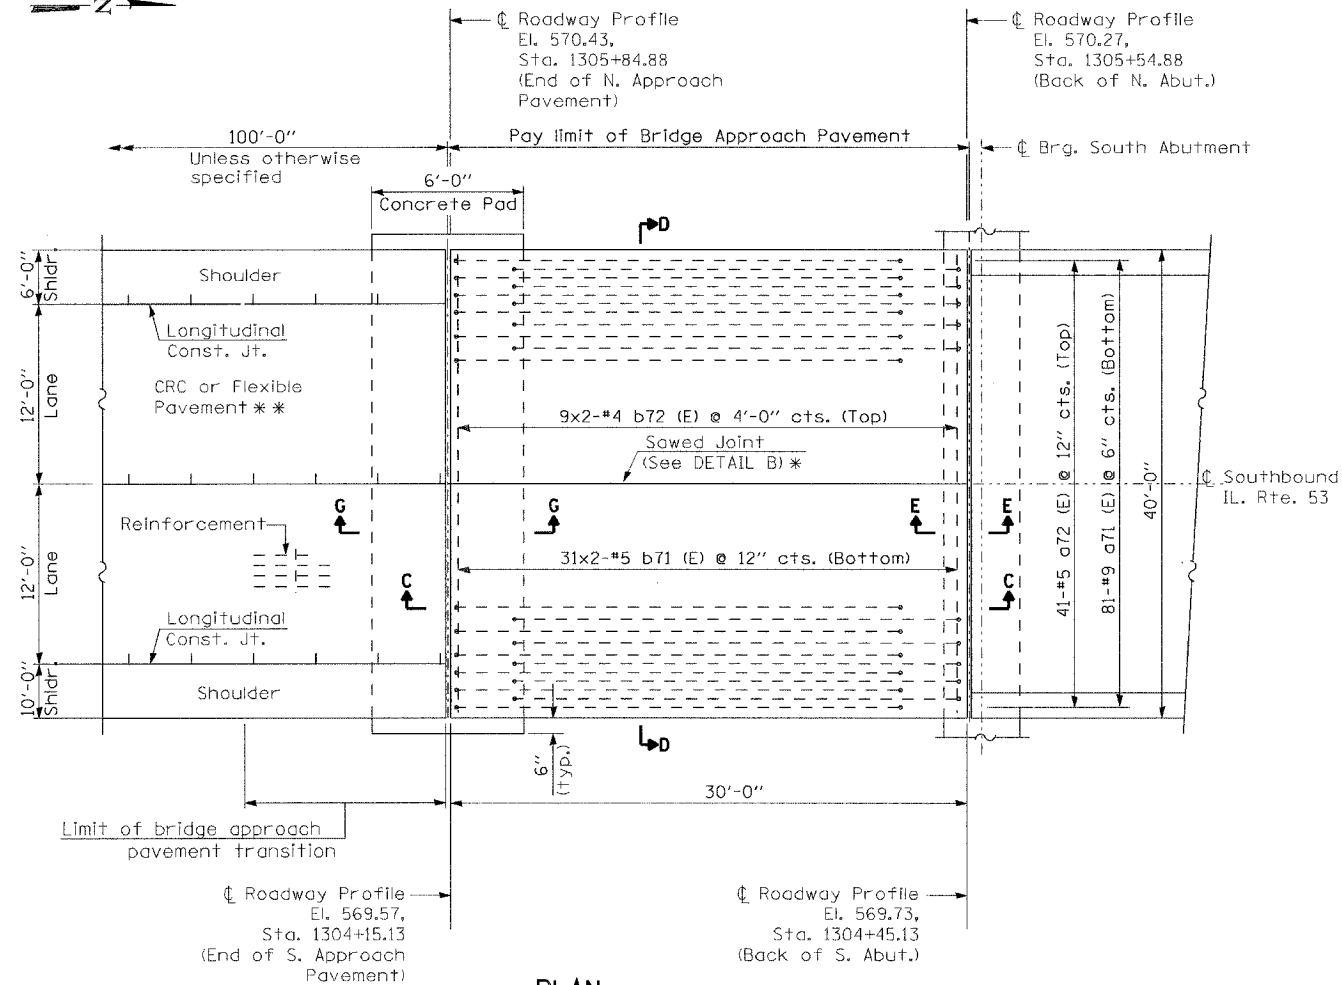 N
℄ Roadway Profile
El. 570.43,
Sta. 1305+84.88
(End of N. Approach
Pavement)
℄ Roadway Profile
El. 570.27,
Sta. 1305+54.88
(Back of N. Abut.)
100'-0"
Unless otherwise
specified
Pay limit of Bridge Approach Pavement
℄ Brg. South Abutment
6'-0"
Concrete Pad
D
6'-0"
Shldr.
Shoulder
Longitudinal
Const. Jt.
12'-0"
Lane
CRC or Flexible
Pavement * *
9x2-#4 b72 (E) @ 4'-0" cts. (Top)
Sawed Joint
(See DETAIL B) *
41-#5 a72 (E) @ 12" cts. (Top)
81-#9 a71 (E) @ 6" cts. (Bottom)
40'-0"
℄ Southbound
IL. Rte. 53
G
G
E
E
Reinforcement
31x2-#5 b71 (E) @ 12" cts. (Bottom)
12'-0"
Lane
C
C
Longitudinal
Const. Jt.
10'-0"
Shldr.
Shoulder
D
6"
(typ.)
30'-0"
Limit of bridge approach
pavement transition
℄ Roadway Profile
El. 569.57,
Sta. 1304+15.13
(End of S. Approach
Pavement)
℄ Roadway Profile
El. 569.73,
Sta. 1304+45.13
(Back of S. Abut.)
PLAN